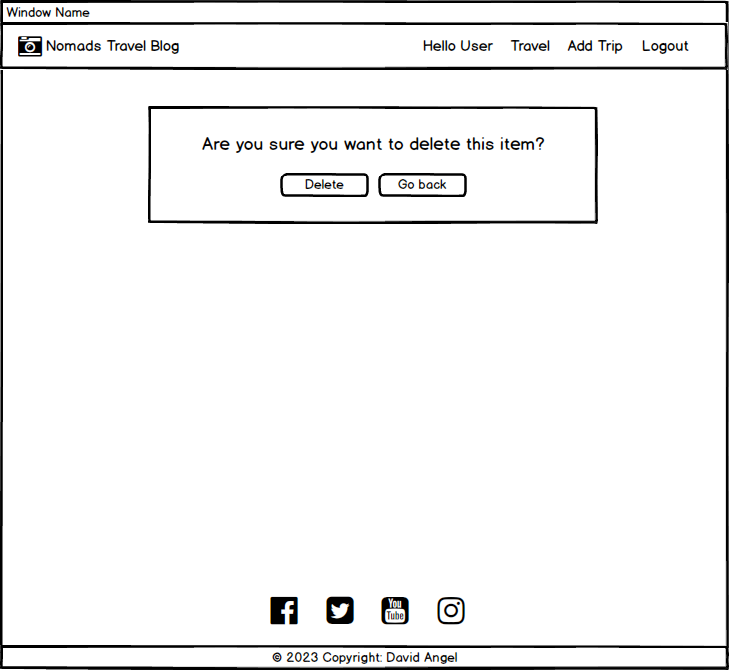 Window Name
Nomads Travel Blog Hello User Travel Add Trip Logout
Are you sure you want to delete this item?
Delete Go back
You
Tube
© 2023 Copyright: David Angel